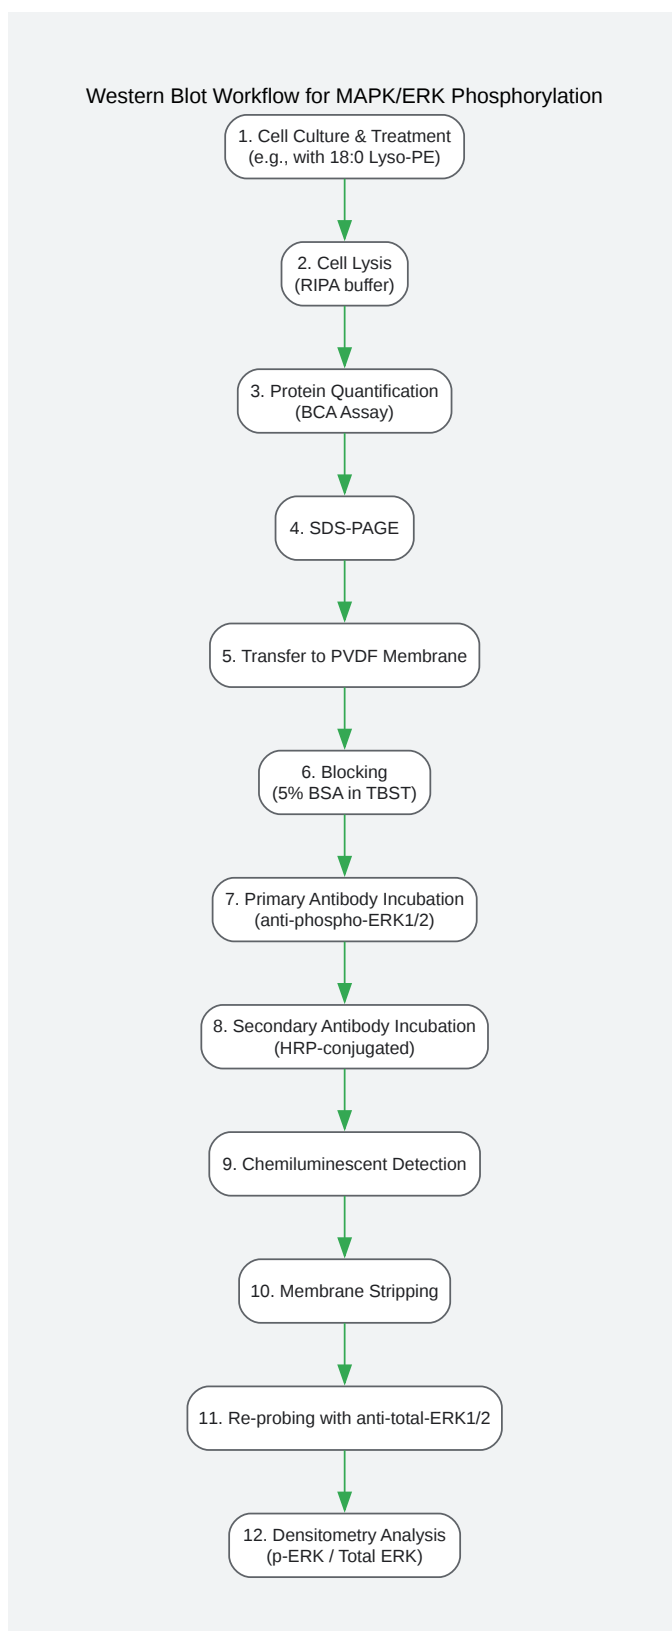 Western Blot Workflow for MAPK/ERK Phosphorylation
1. Cell Culture & Treatment
(e.g., with 18:0 Lyso-PE)
2. Cell Lysis
(RIPA buffer)
3. Protein Quantification
(BCA Assay)
4. SDS-PAGE
5. Transfer to PVDF Membrane
6. Blocking
(5% BSA in TBST)
7. Primary Antibody Incubation
(anti-phospho-ERK1/2)
8. Secondary Antibody Incubation
(HRP-conjugated)
9. Chemiluminescent Detection
10. Membrane Stripping
11. Re-probing with anti-total-ERK1/2
12. Densitometry Analysis
(p-ERK / Total ERK)